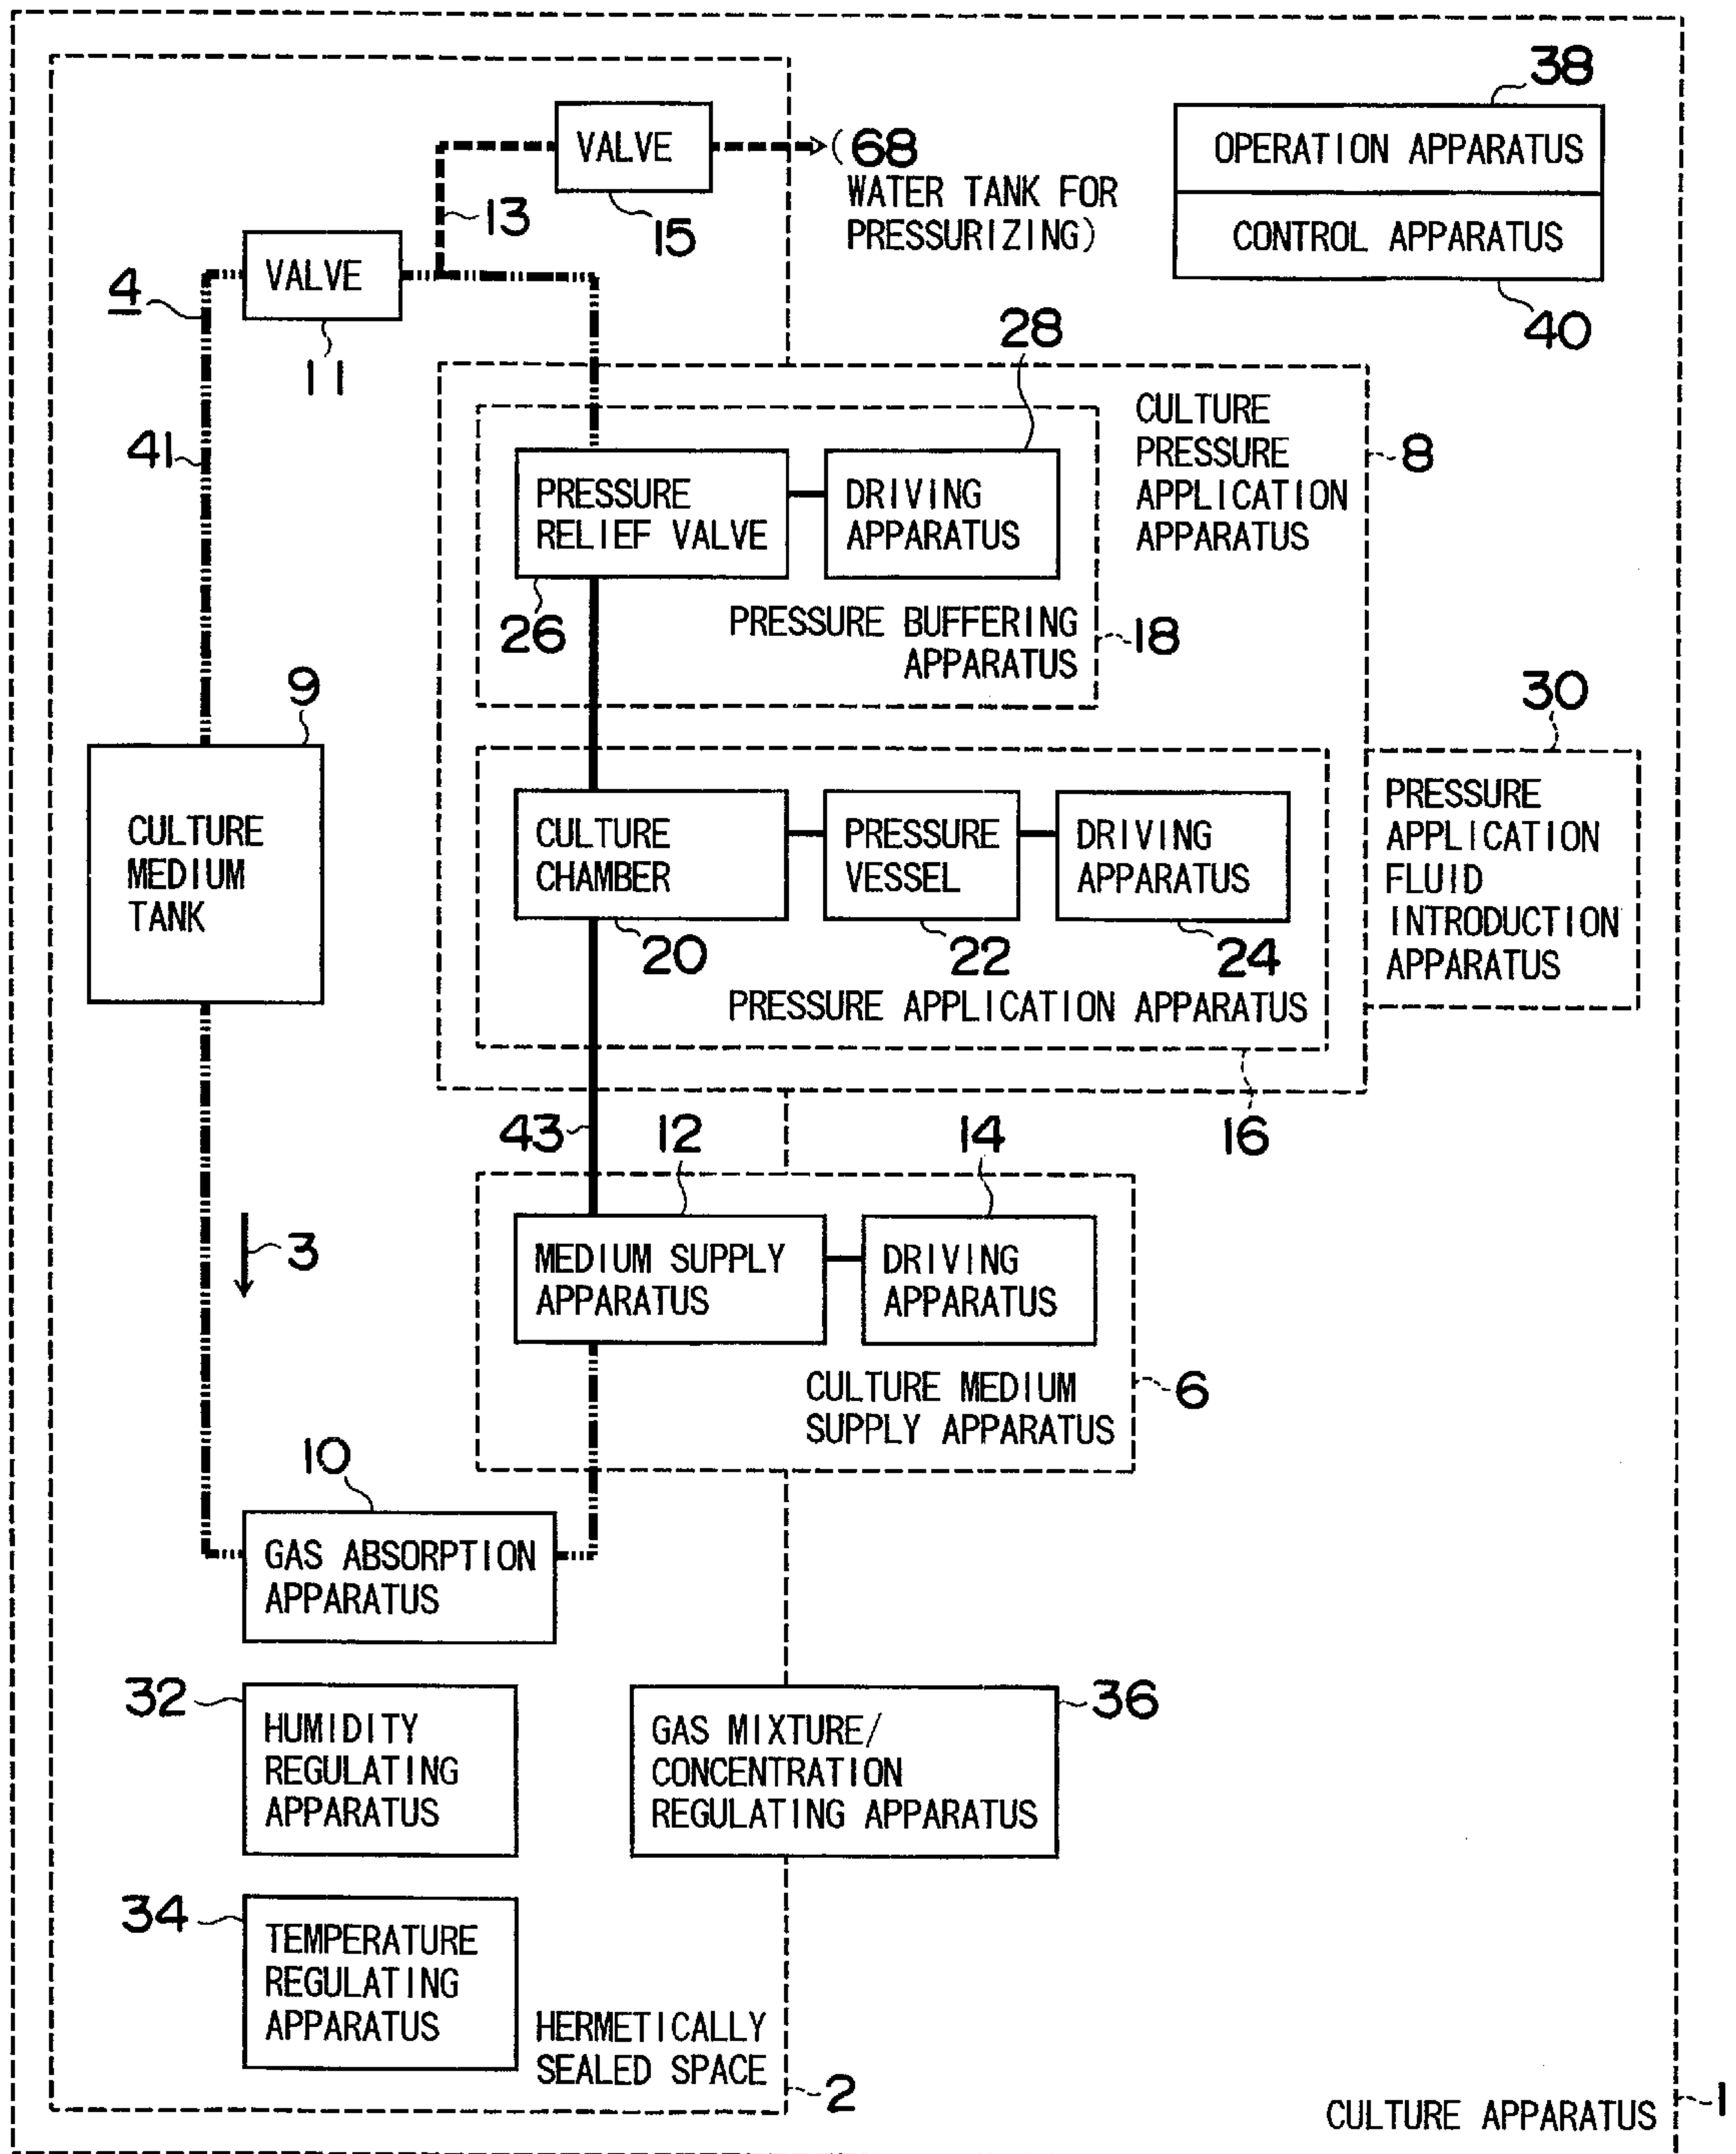 38
OPERATION APPARATUS
CONTROL APPARATUS
40
VALVE
15
(68
WATER TANK FOR
PRESSURIZING)
13
VALVE
11
4
41
28
CULTURE
PRESSURE
APPLICATION
APPARATUS
8
PRESSURE
RELIEF VALVE
26
DRIVING
APPARATUS
PRESSURE BUFFERING
APPARATUS
18
9
CULTURE
MEDIUM
TANK
30
PRESSURE
APPLICATION
FLUID
INTRODUCTION
APPARATUS
CULTURE
CHAMBER
20
PRESSURE
VESSEL
22
DRIVING
APPARATUS
24
PRESSURE APPLICATION APPARATUS
16
43
12
14
3
MEDIUM SUPPLY
APPARATUS
DRIVING
APPARATUS
CULTURE MEDIUM
SUPPLY APPARATUS
6
10
GAS ABSORPTION
APPARATUS
32
HUMIDITY
REGULATING
APPARATUS
36
GAS MIXTURE/
CONCENTRATION
REGULATING APPARATUS
34
TEMPERATURE
REGULATING
APPARATUS
HERMETICALLY
SEALED SPACE
2
CULTURE APPARATUS
1